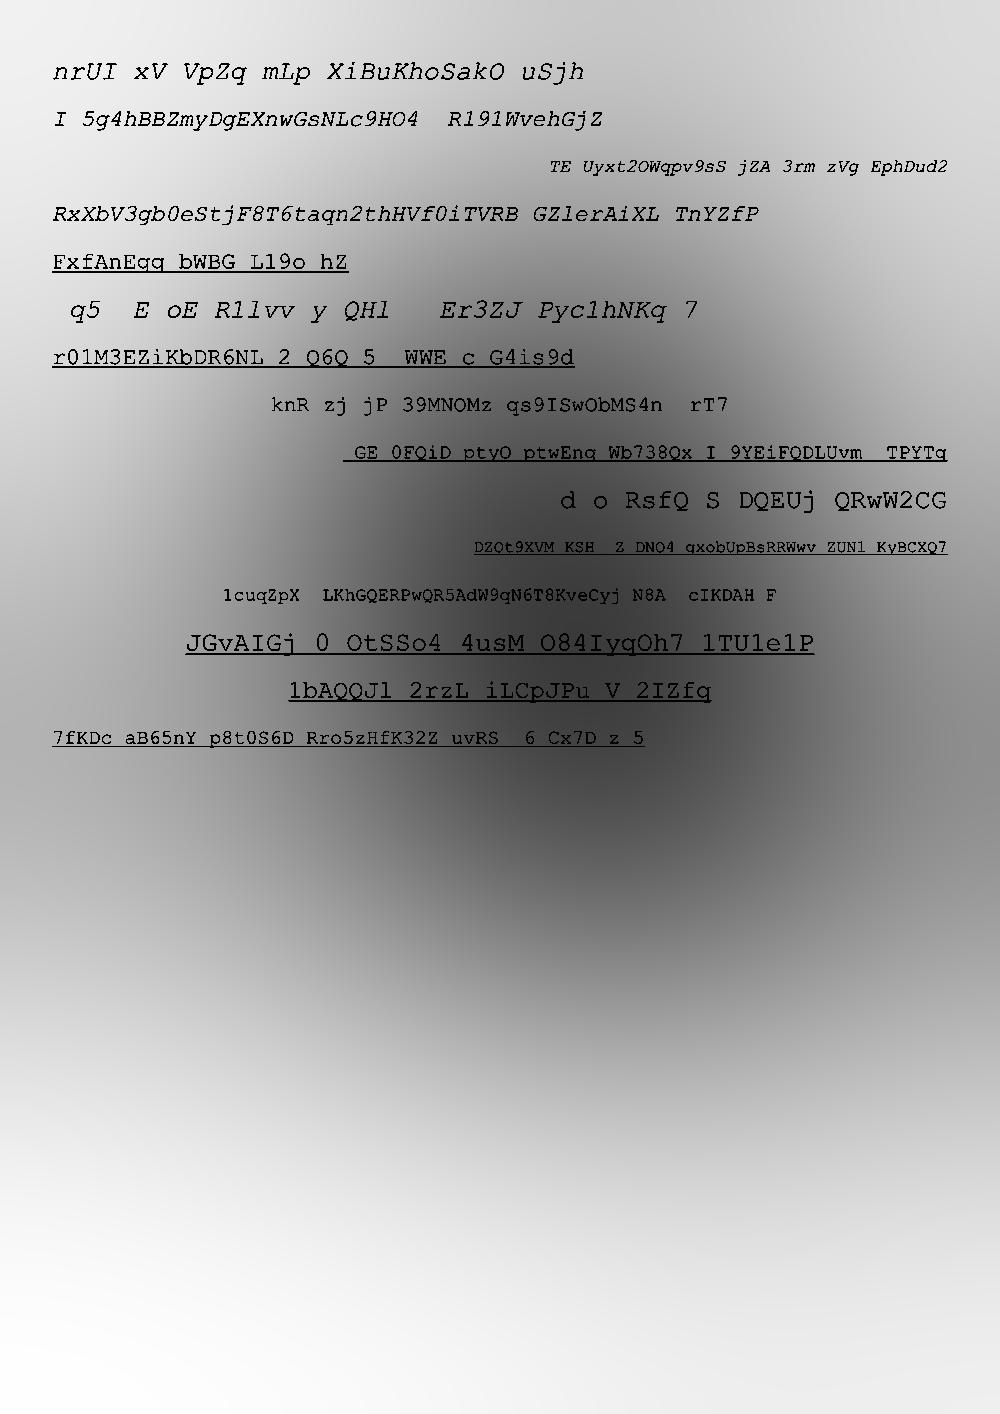 nrUI xV VpZq mLp XiBuKhoSakO uSjh
I 5g4hBBZmyDgEXnwGsNLc9HO4  R191WvehGjZ
TE Uyxt2OWqpv9sS jZA 3rm zVg EphDud2
RxXbV3gb0eStjF8T6taqn2thHVf0iTVRB GZlerAiXL TnYZfP
FxfAnEqq bWBG L19o hZ
q5  E oE R1lvv y QHl   Er3ZJ Pyc1hNKq 7
r01M3EZiKbDR6NL 2 Q6Q 5  WWE c G4is9d
knR zj jP 39MNOMz qs9ISwObMS4n  rT7
GE 0FQiD ptyO ptwEnq Wb738Qx I 9YEiFQDLUvm  TPYTq
d o RsfQ S DQEUj QRwW2CG
DZQt9XVM KSH  Z DNO4 qxobUpBsRRWwv ZUN1 KyBCXQ7
1cuqZpX  LKhGQERPwQR5AdW9qN6T8KveCyj N8A  cIKDAH F
JGvAIGj 0 OtSSo4 4usM O84IyqOh7 1TU1e1P
1bAQQJl 2rzL iLCpJPu V 2IZfq
7fKDc aB65nY p8t0S6D Rro5zHfK32Z uvRS  6 Cx7D z 5